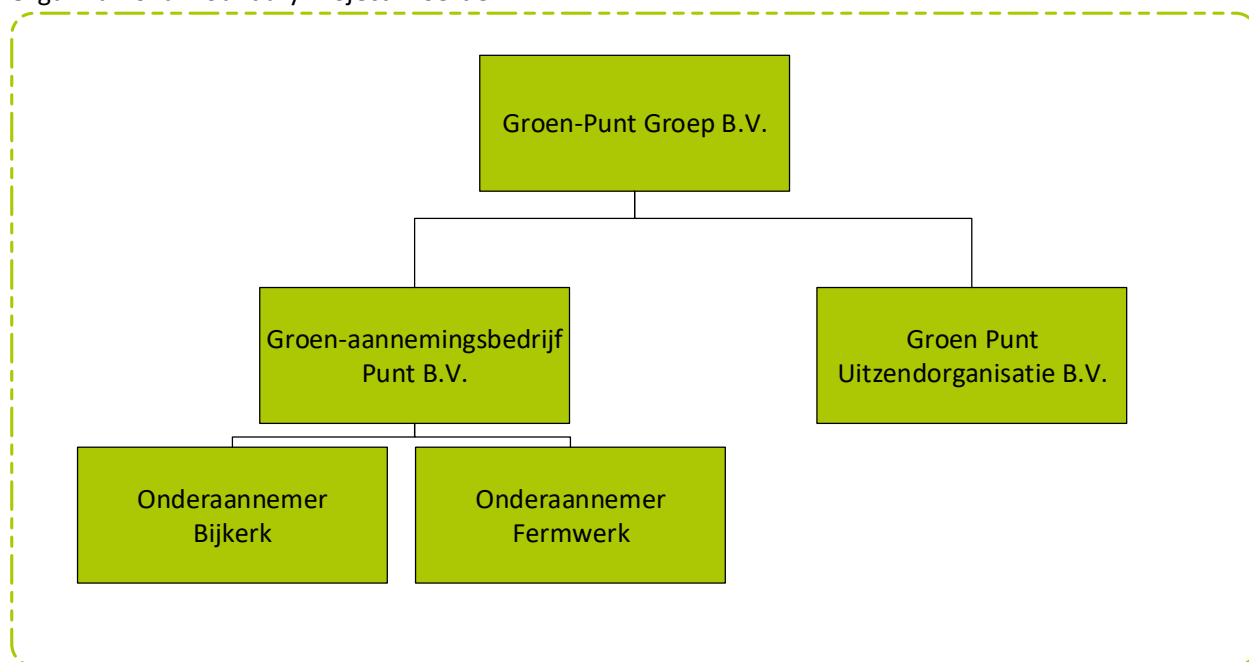 Groen-Punt Groep B.V.
Groen-aannemingsbedrijf
Punt B.V.
Groen Punt
Uitzendorganisatie B.V.
Onderaannemer
Bijkerk
Onderaannemer
Fermwerk